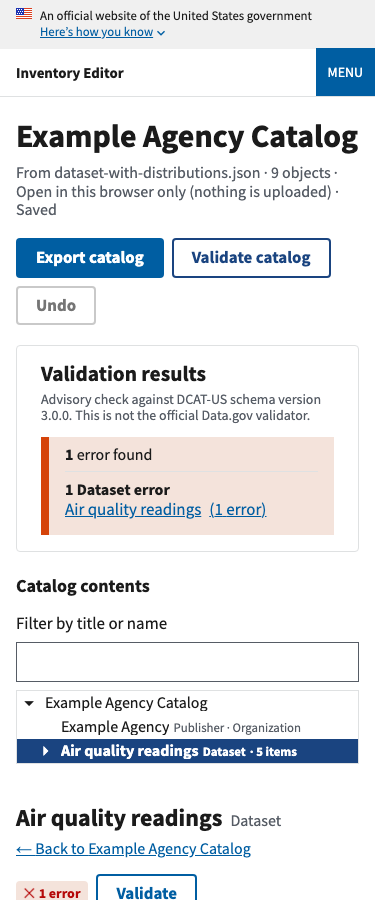 An official website of the United States government
Here's how you know
Inventory Editor
MENU
Example Agency Catalog
From dataset-with-distributions.json · 9 objects ·
Open in this browser only (nothing is uploaded) ·
Saved
Export catalog
Validate catalog
Undo
Validation results
Advisory check against DCAT-US schema version
3.0.0. This is not the official Data.gov validator.
1 error found
1 Dataset error
Air quality readings (1 error)
Catalog contents
Filter by title or name
Example Agency Catalog
Example Agency Publisher · Organization
Air quality readings Dataset · 5 items
Air quality readings Dataset
← Back to Example Agency Catalog
1 error
Validate